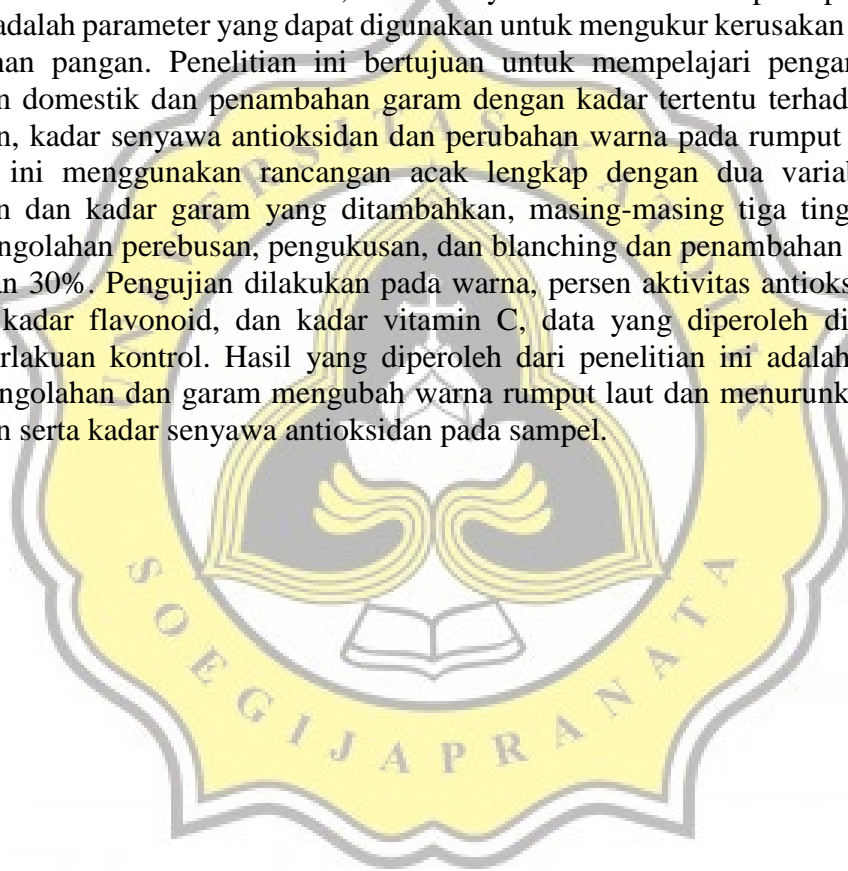 adalah parameter yang dapat digunakan untuk mengukur kerusakan
han pangan. Penelitian ini bertujuan untuk mempelajari pengar
n domestik dan penambahan garam dengan kadar tertentu terhad
n, kadar senyawa antioksidan dan perubahan warna pada rumput
ini menggunakan rancangan acak lengkap dengan dua variab
n dan kadar garam yang ditambahkan, masing-masing tiga ting
ngolahan perebusan, pengukusan, dan blanching dan penambahan
an 30%. Pengujian dilakukan pada warna, persen aktivitas antioks
kadar flavonoid, dan kadar vitamin C, data yang diperoleh di
rlakuan kontrol. Hasil yang diperoleh dari penelitian ini adalah
ngolahan dan garam mengubah warna rumput laut dan menurunk
n serta kadar senyawa antioksidan pada sampel.
UNIVERSITAS KATOLIK
SOEGIJAPRANATA